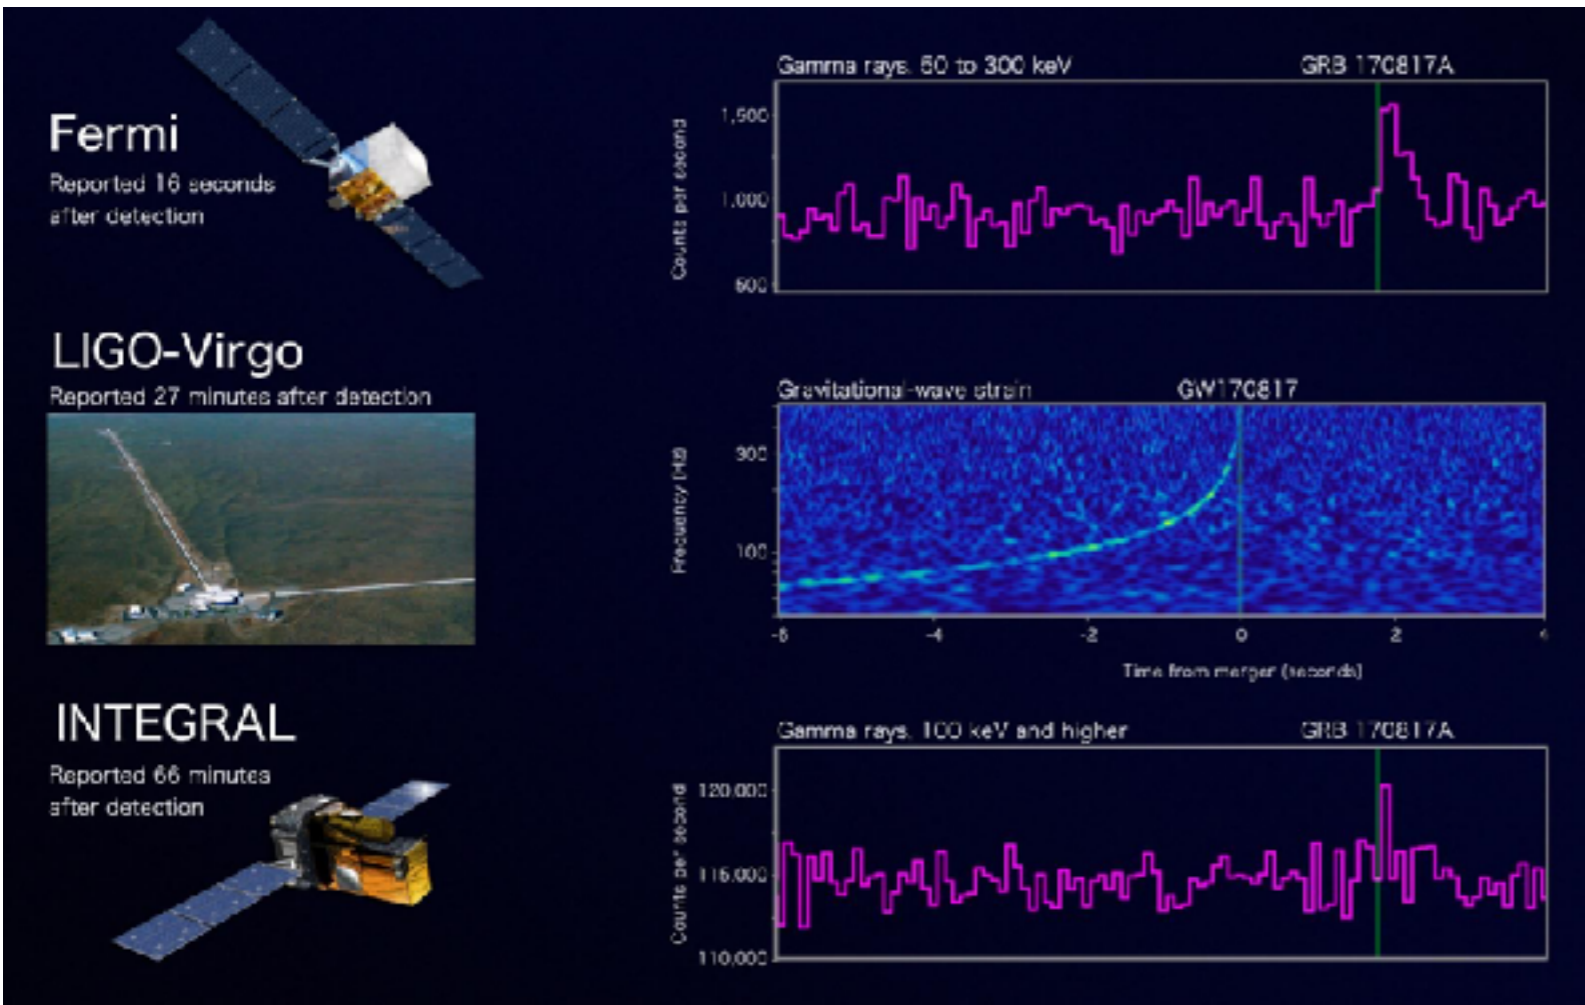 Fermi
Reported 16 seconds
after detection
Gamma rays, 50 to 300 keV
GRB 170817A
Counts per second
1,500
1,000
500
LIGO-Virgo
Reported 27 minutes after detection
Gravitational-wave strain
GW170817
Frequency (Hz)
300
100
-6
-4
-2
0
2
4
Time from merger (seconds)
INTEGRAL
Reported 66 minutes
after detection
Gamma rays, 100 keV and higher
GRB 170817A
Counts per second
120,000
115,000
110,000